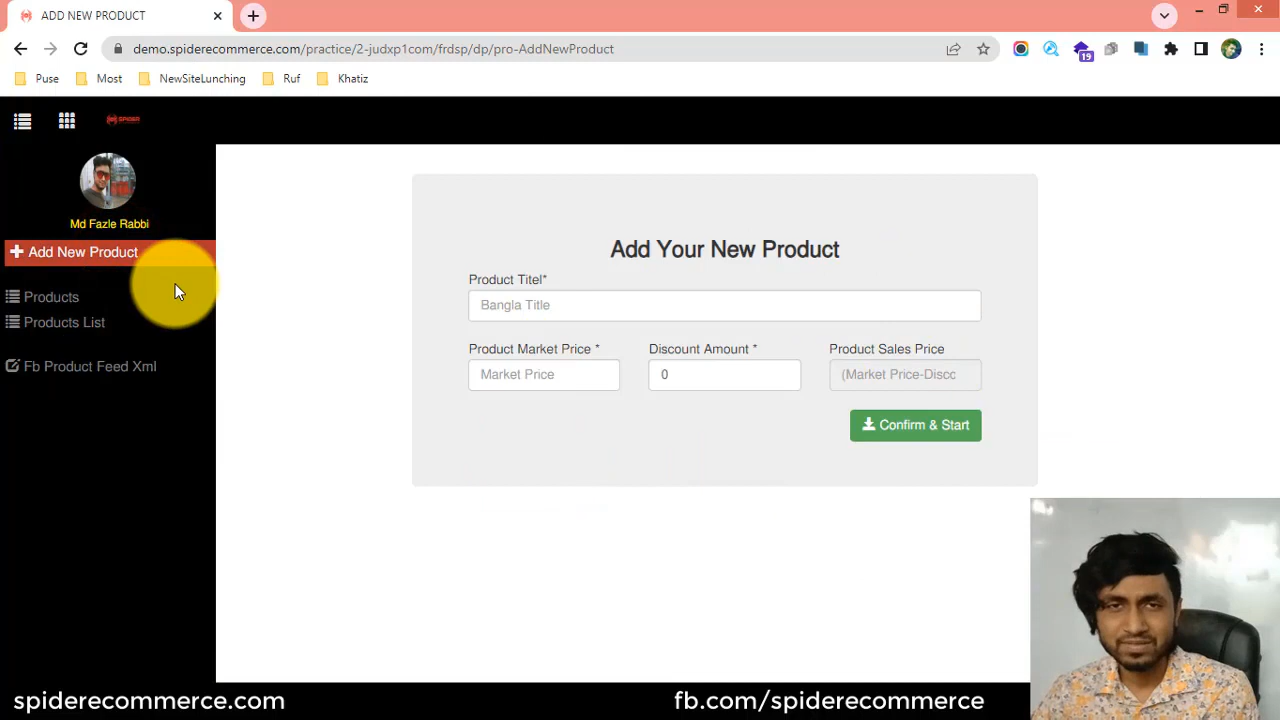 ADD NEW PRODUCT
demo.spiderecommerce.com/practice/2-judxp1com/frdsp/dp/pro-AddNewProduct
19
Puse
Most
NewSiteLunching
Ruf
Khatiz
SPIDER
Md Fazle Rabbi
Add New Product
Products
Products List
Fb Product Feed Xml
Add Your New Product
Product Titel*
Bangla Title
Product Market Price *
Discount Amount *
Product Sales Price
Market Price
0
(Market Price-Disco
Confirm & Start
spiderecommerce.com
fb.com/spiderecommerce